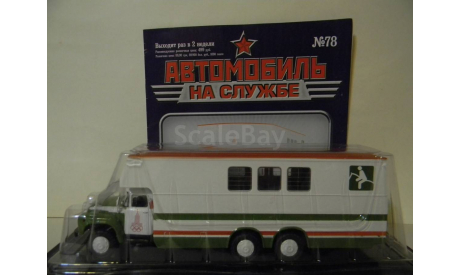 Выходит раз в 2 недели
№78
АВТОМОБИЛЬ
НА СЛУЖБЕ
ScaleBay